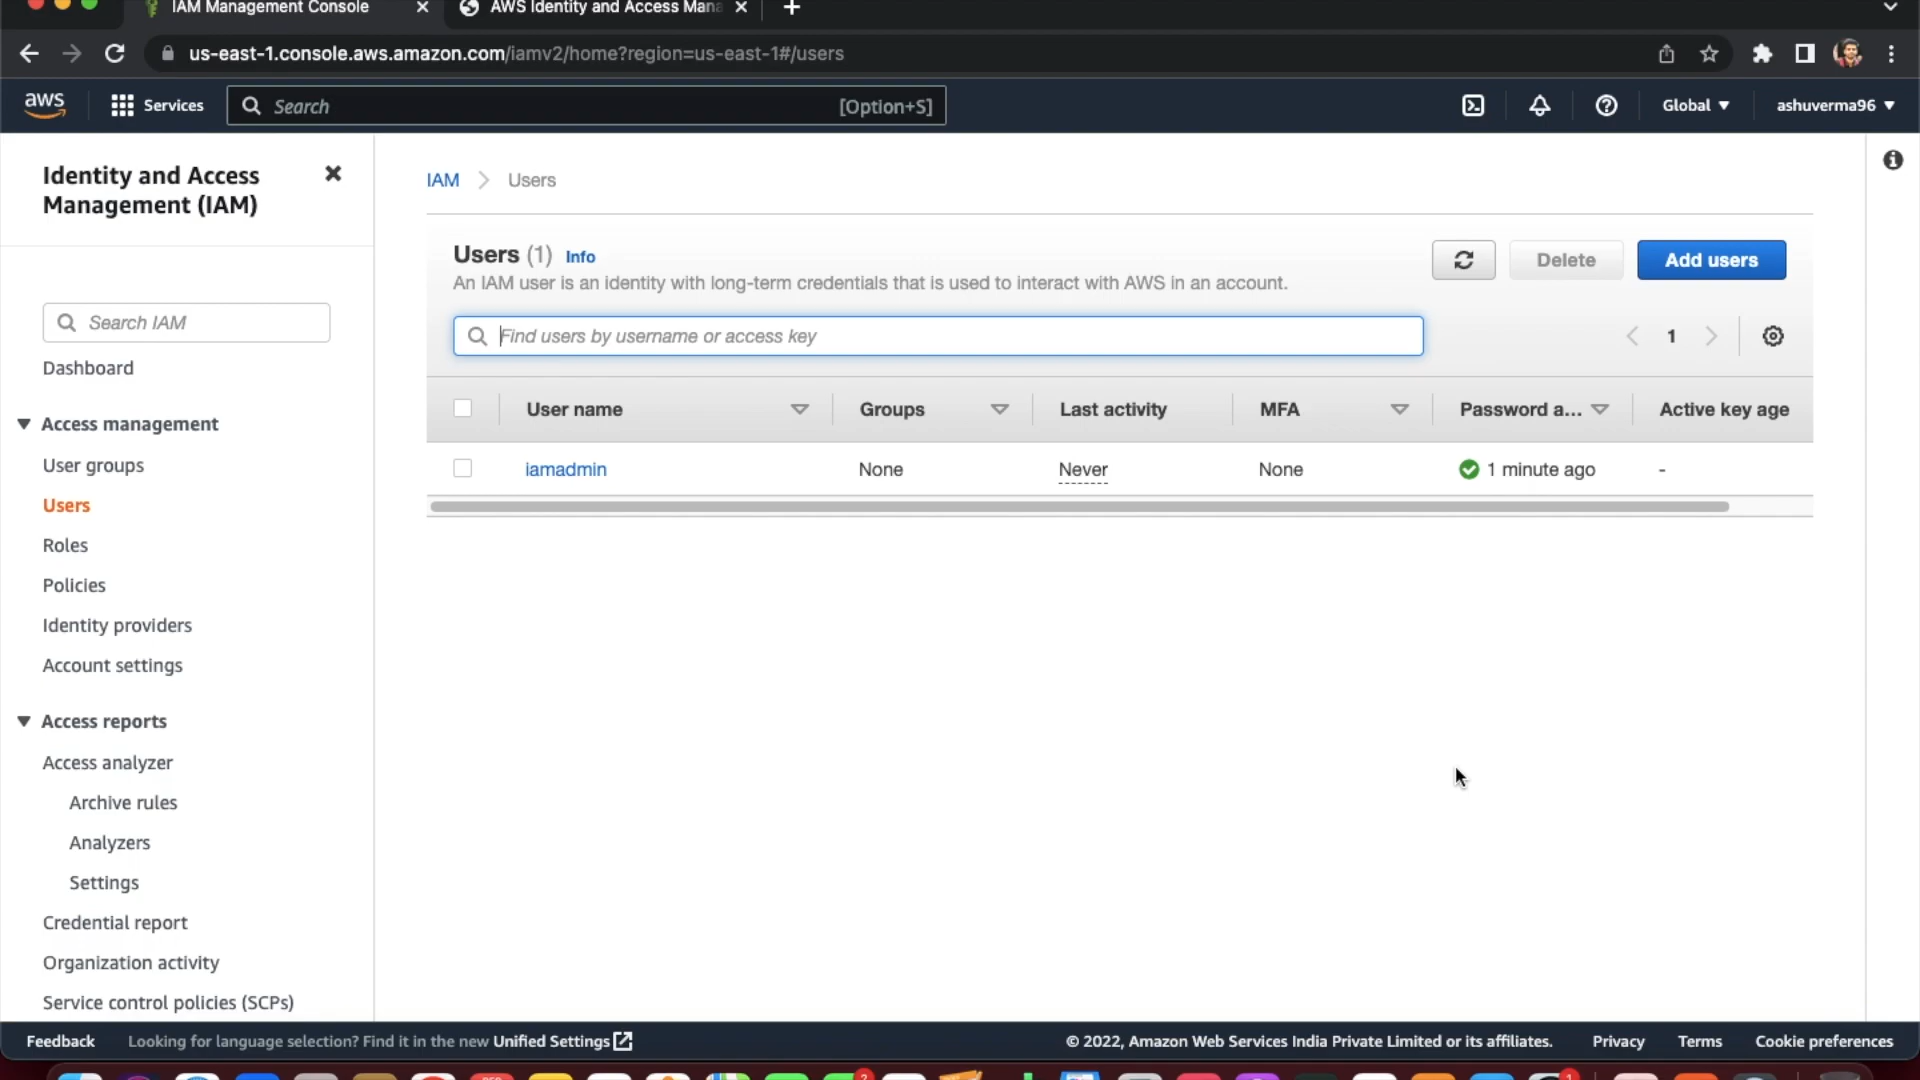 IAM Management Console
AWS Identity and Access Mana
us-east-1.console.aws.amazon.com/iamv2/home?region=us-east-1#/users
aws
Services
Search
[Option+S]
Global
ashuverma96
Identity and Access
Management (IAM)
Search IAM
Dashboard
Access management
User groups
Users
Roles
Policies
Identity providers
Account settings
Access reports
Access analyzer
Archive rules
Analyzers
Settings
Credential report
Organization activity
Service control policies (SCPs)
IAM
Users
Users (1) Info
An IAM user is an identity with long-term credentials that is used to interact with AWS in an account.
Delete
Add users
Find users by username or access key
1
User name Groups Last activity MFA Password a... Active key age
iamadmin None Never None 1 minute ago -
Feedback
Looking for language selection? Find it in the new Unified Settings
© 2022, Amazon Web Services India Private Limited or its affiliates.
Privacy
Terms
Cookie preferences